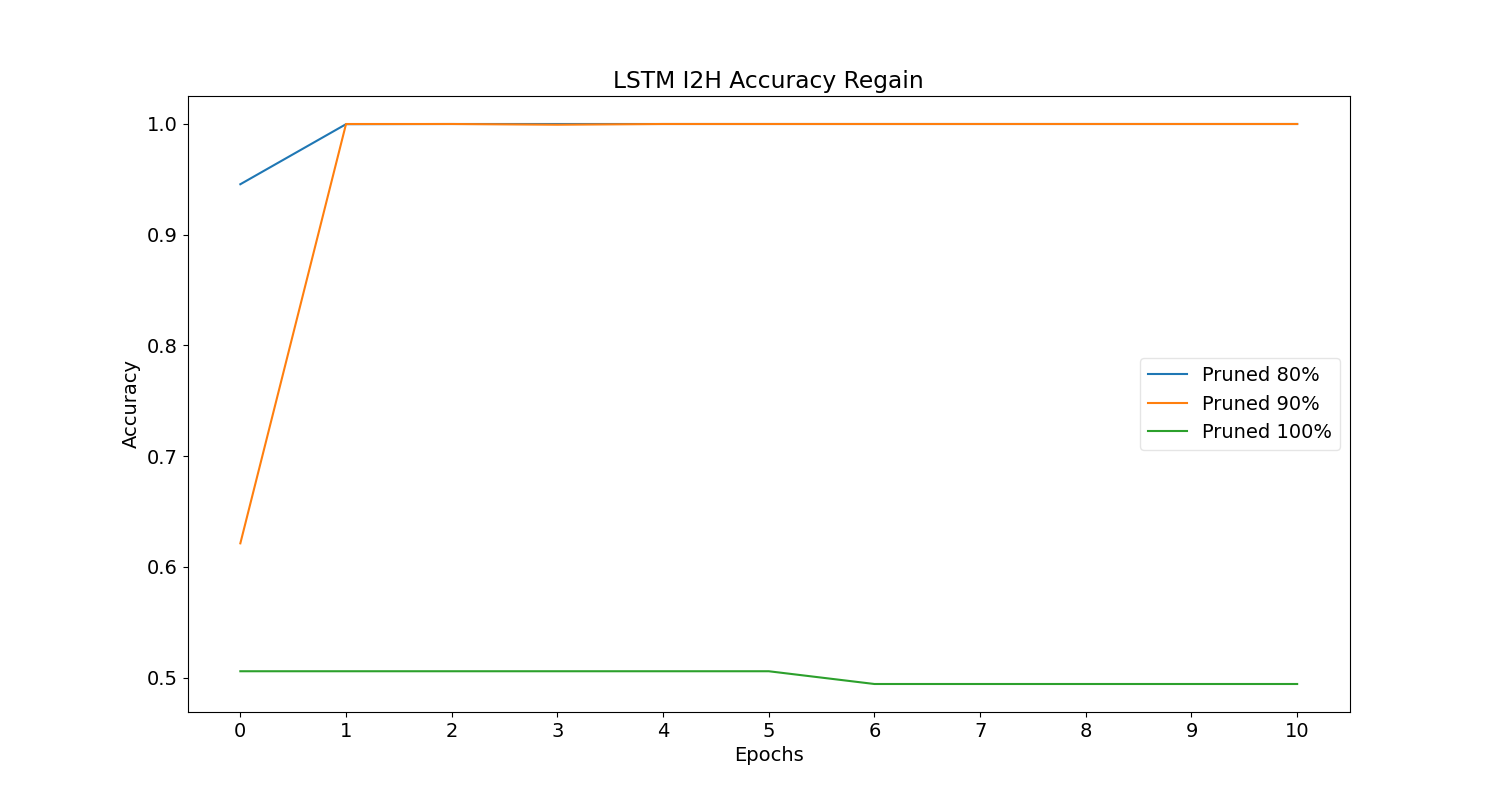 LSTM I2H Accuracy Regain
1.0
0.9
0.8
0.7
0.6
0.5
Accuracy
Pruned 80%
Pruned 90%
Pruned 100%
0 1 2 3 4 5 6 7 8 9 10
Epochs